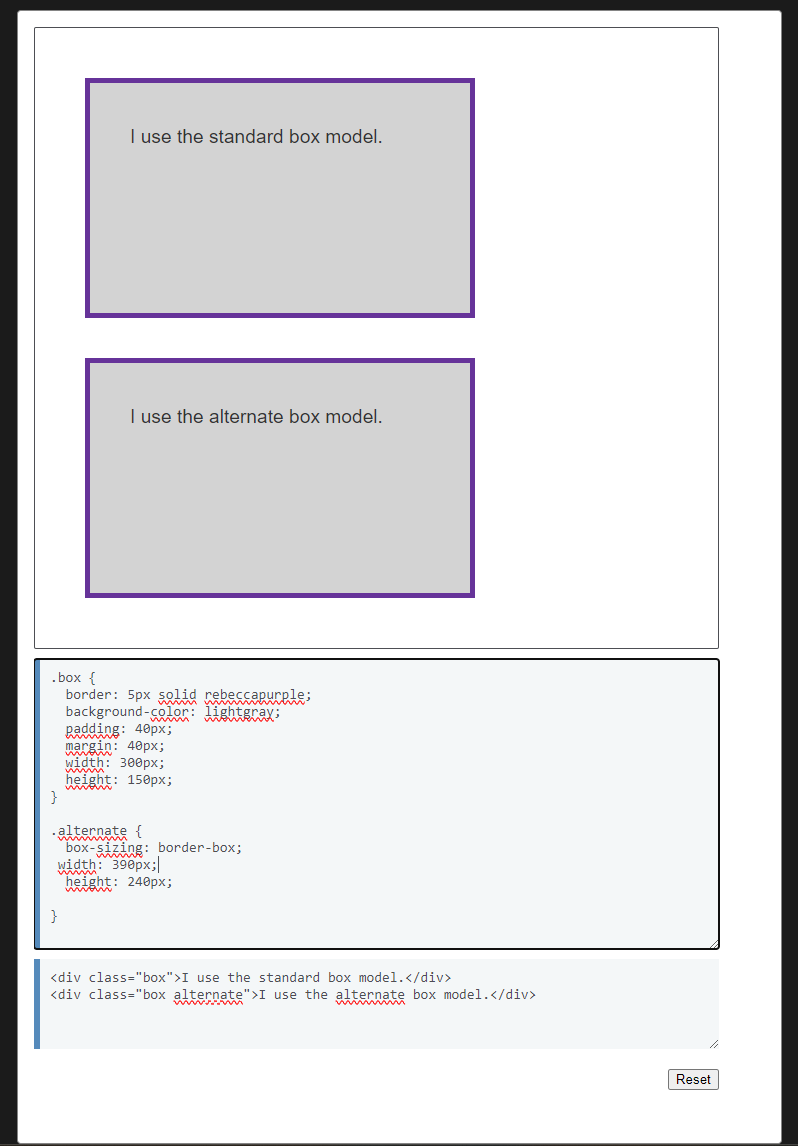 I use the standard box model.
I use the alternate box model.
.box {
  border: 5px solid rebeccapurple;
  background-color: lightgray;
  padding: 40px;
  margin: 40px;
  width: 300px;
  height: 150px;
}

.alternate {
  box-sizing: border-box;
 width: 390px;
  height: 240px;

}
<div class="box">I use the standard box model.</div>
<div class="box alternate">I use the alternate box model.</div>
Reset